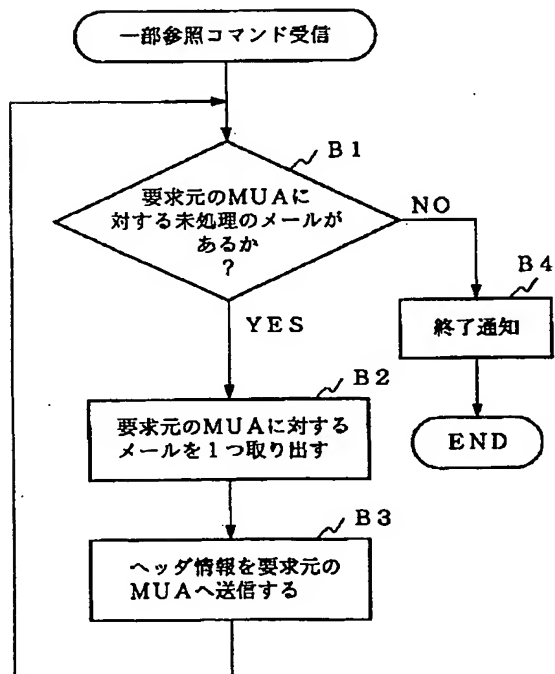 一部参照コマンド受信
B1
要求元のMUAに
対する未処理のメールが
あるか
?
NO
YES
B4
終了通知
B2
要求元のMUAに対する
メールを1つ取り出す
END
B3
ヘッダ情報を要求元の
MUAへ送信する